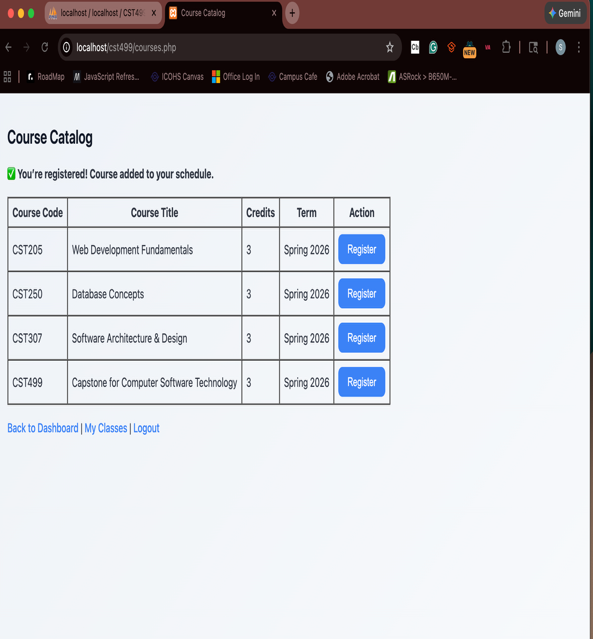 localhost / localhost / CST49
Course Catalog
Gemini
localhost/cst499/courses.php
Cb
NEW
S
RoadMap
JavaScript Refres...
ICOHS Canvas
Office Log In
Campus Cafe
Adobe Acrobat
ASRock > B650M-...
Course Catalog
✅ You're registered! Course added to your schedule.
Course Code Course Title Credits Term Action
CST205 Web Development Fundamentals 3 Spring 2026 Register
CST250 Database Concepts 3 Spring 2026 Register
CST307 Software Architecture & Design 3 Spring 2026 Register
CST499 Capstone for Computer Software Technology 3 Spring 2026 Register
Back to Dashboard | My Classes | Logout